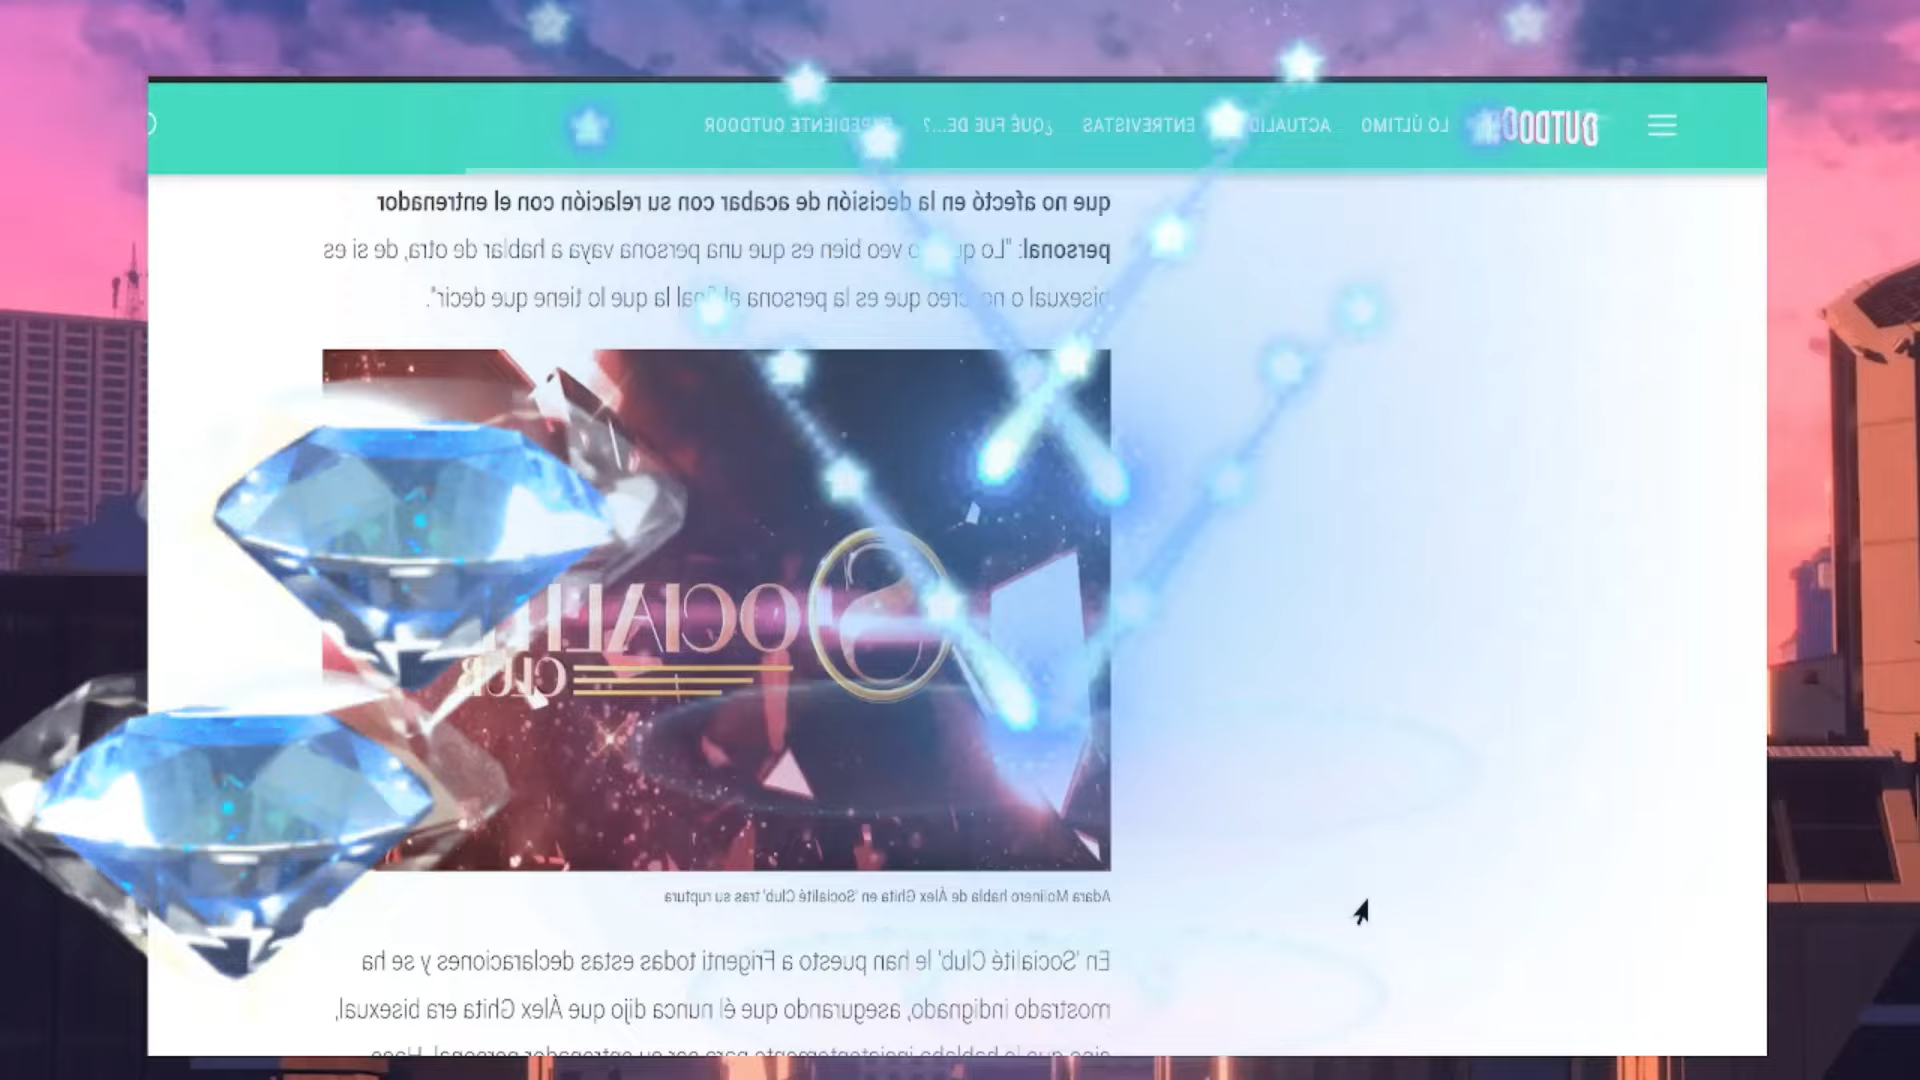 OUTDOOR
LO ÚLTIMO ENTREVISTAS ¿QUÉ FUE DE...? OUTDOOR
que no afectó en la decisión de acabar con su relación con el entrenador
personal: "Lo veo bien es que una persona vaya a hablar de otra, de si es
bisexual o no, creo que es la persona al final la que lo tiene que decir".
SOCIALITÉ
CLUB
Adara Moliinero habla de Álex Ghita en 'Socialité Club' tras su ruptura
En 'Socialité Club' le han puesto a Frigenti todas estas declaraciones y se ha
mostrado indignado, asegurando que él nunca dijo que Álex Ghita era bisexual,